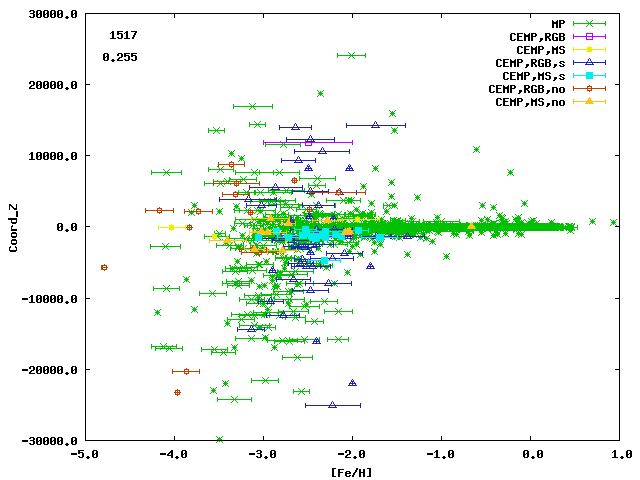 30000.0
20000.0
10000.0
0.0
-10000.0
-20000.0
-30000.0
Coord_Z
1517
0.255
MP
CEMP,RGB
CEMP,MS
CEMP,RGB,s
CEMP,MS,s
CEMP,RGB,no
CEMP,MS,no
-5.0 -4.0 -3.0 -2.0 -1.0 0.0 1.0
[Fe/H]